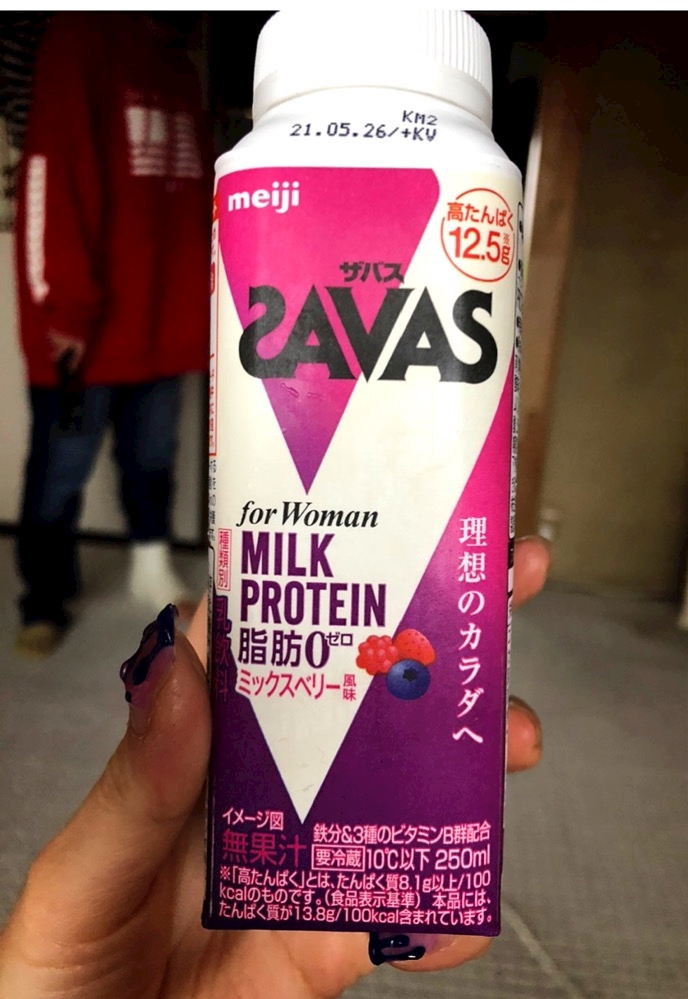 KM2
21.05.26/+KV
meiji
高たんぱく
12.5g
ザバス
SAVAS
for Woman
種類別
乳飲料
MILK
PROTEIN
脂肪0ゼロ
ミックスベリー風味
理想のカラダへ
イメージ図
無果汁
鉄分&3種のビタミンB群配合
要冷蔵 10℃以下 250ml
※「高たんぱく」とは、たんぱく質8.1g以上/100
kcalのものです。(食品表示基準) 本品には、
たんぱく質が13.8g/100kcal含まれています。